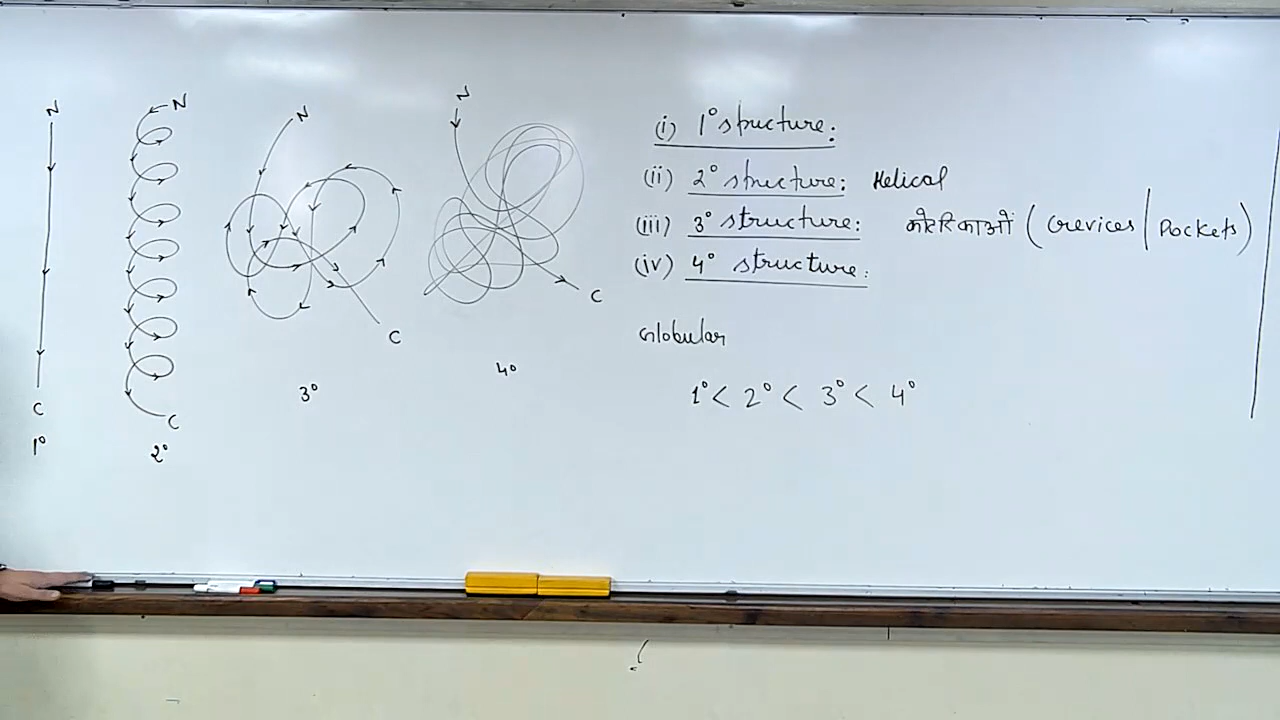 N
C
1°
N
C
2°
N
C
3°
N
C
4°
(i) 1° structure:
(ii) 2° structure: Helical
(iii) 3° structure: (Crevices / Pockets)
(iv) 4° structure:
Globular
1° < 2° < 3° < 4°